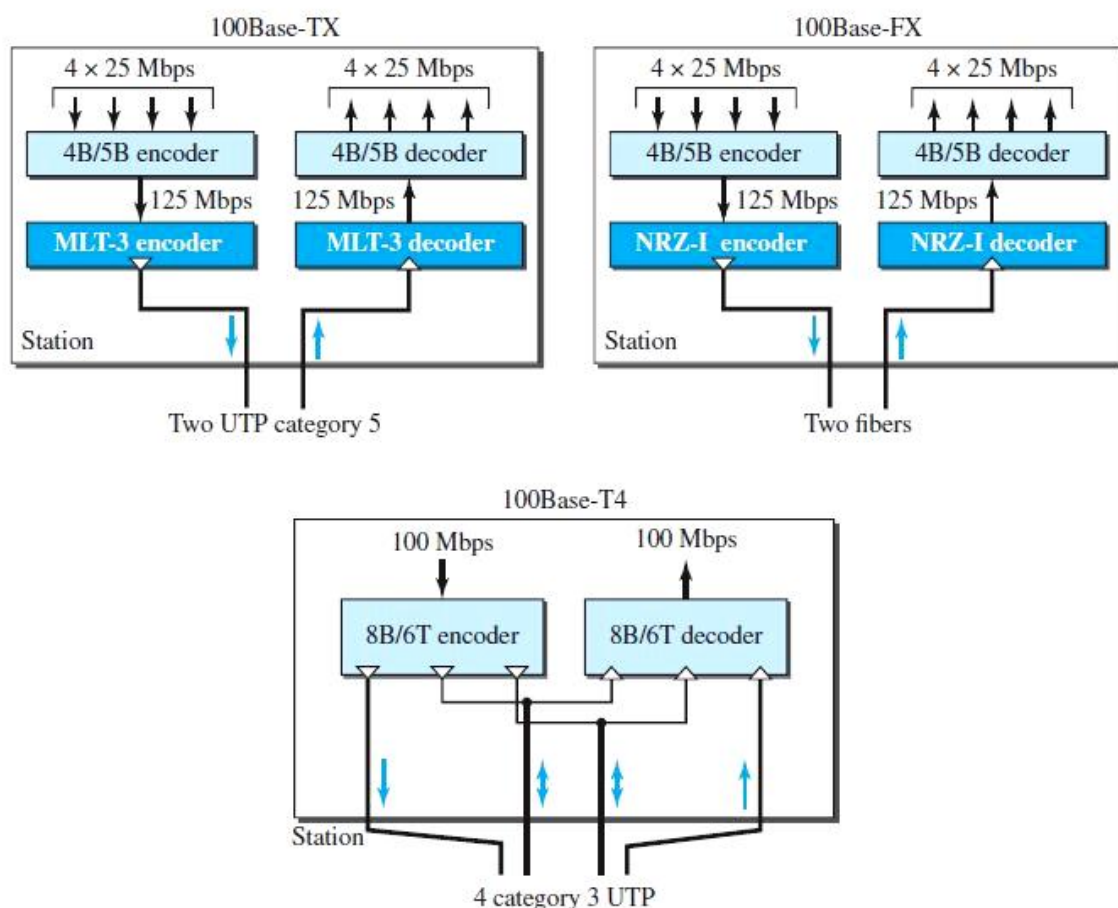 100Base-TX
4 × 25 Mbps
4 × 25 Mbps
4B/5B encoder
4B/5B decoder
125 Mbps
125 Mbps
MLT-3 encoder
MLT-3 decoder
Station
Two UTP category 5
100Base-FX
4 × 25 Mbps
4 × 25 Mbps
4B/5B encoder
4B/5B decoder
125 Mbps
125 Mbps
NRZ-I encoder
NRZ-I decoder
Station
Two fibers
100Base-T4
100 Mbps
100 Mbps
8B/6T encoder
8B/6T decoder
Station
4 category 3 UTP